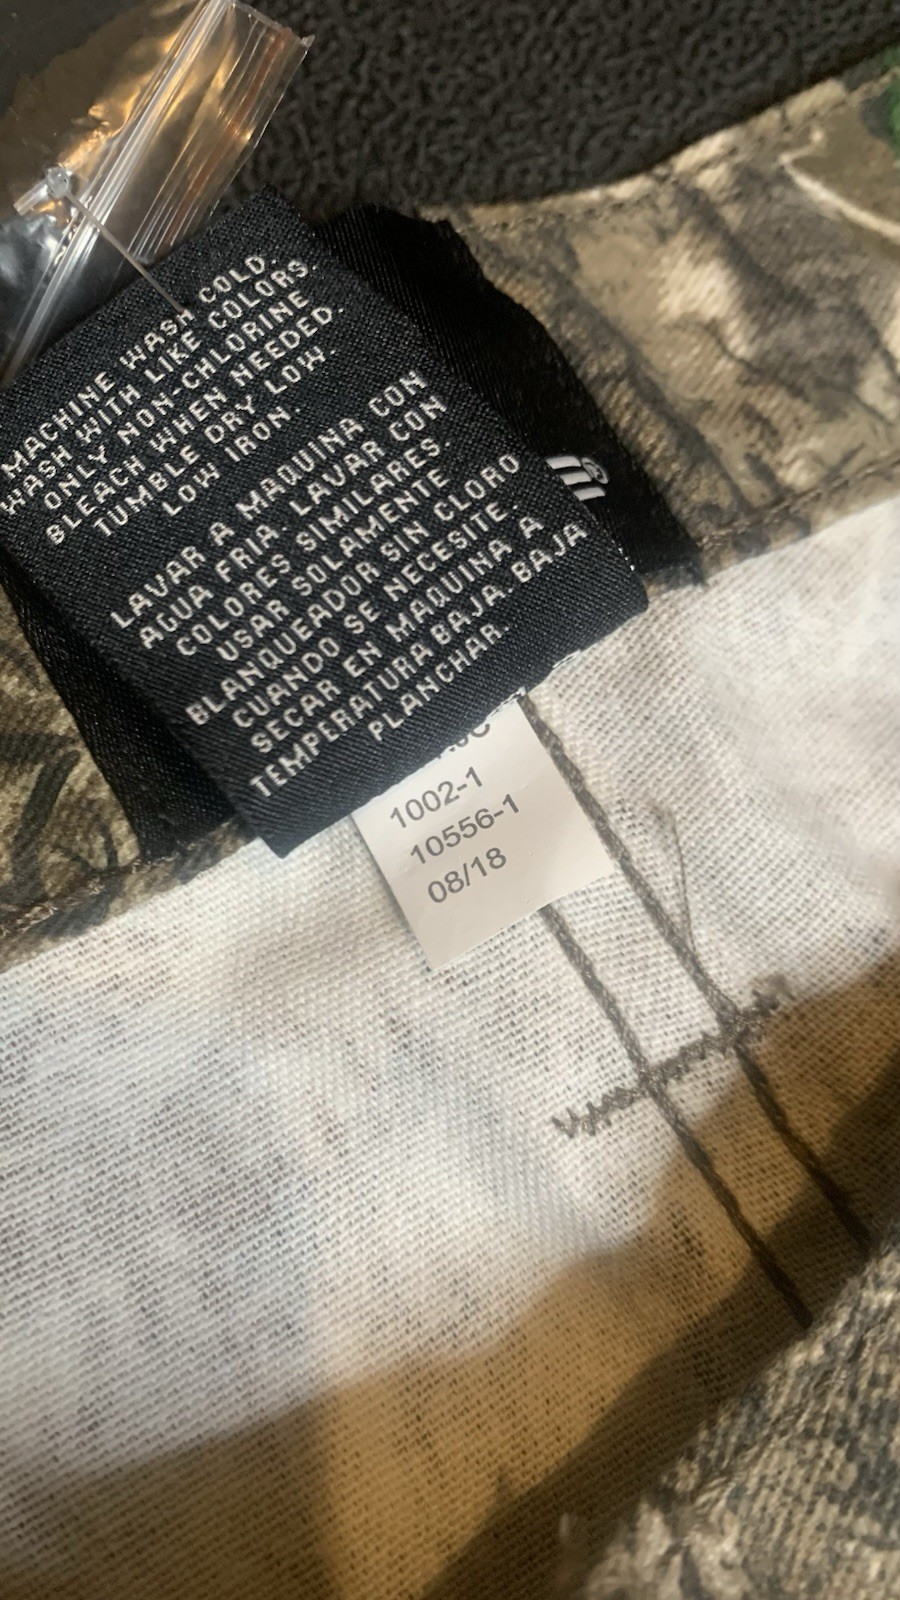 MACHINE WASH COLD.
WASH WITH LIKE COLORS.
ONLY NON-CHLORINE
BLEACH WHEN NEEDED.
TUMBLE DRY LOW.
LOW IRON.
LAVAR A MAQUINA CON
AGUA FRIA. LAVAR CON
COLORES SIMILARES.
USAR SOLAMENTE
BLANQUEADOR SIN CLORO
CUANDO SE NECESITE.
SECAR EN MAQUINA A
TEMPERATURA BAJA. BAJA
PLANCHAR.
1002-1
10556-1
08/18